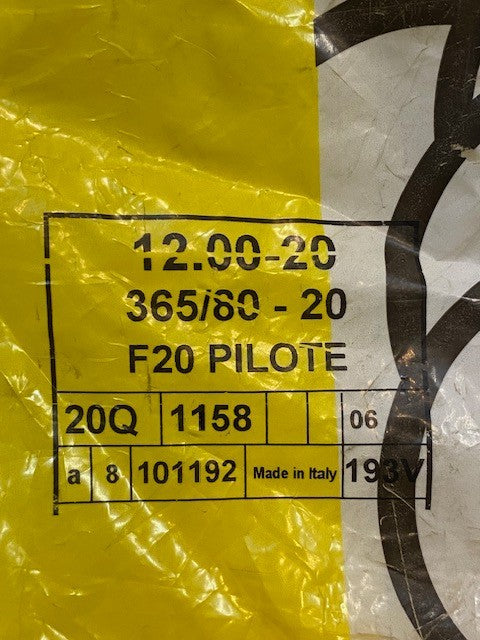 12.00-20
365/80 - 20
F20 PILOTE
20Q 1158 06
a 8 101192 Made in Italy 193V